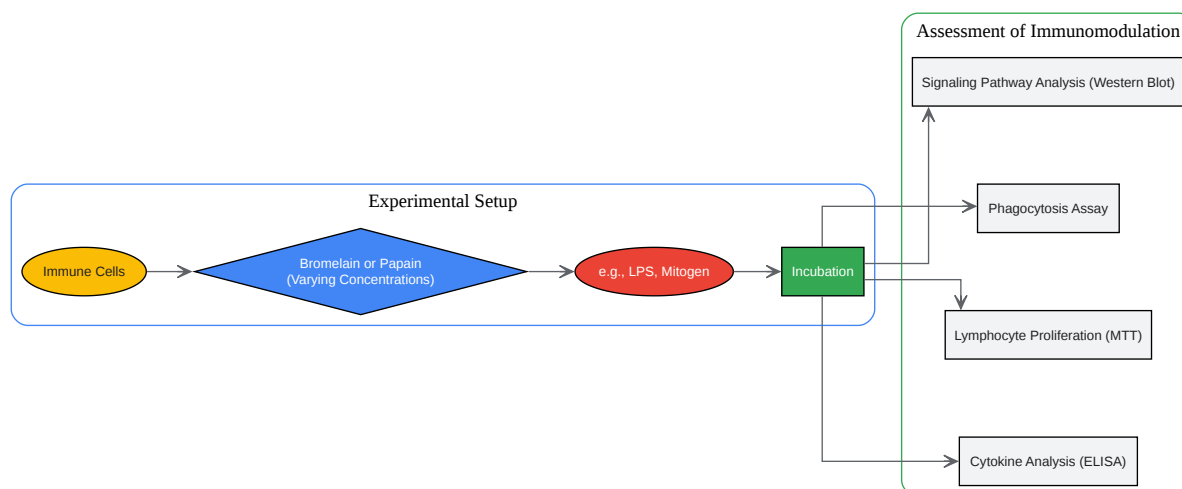 Assessment of Immunomodulation
Signaling Pathway Analysis (Western Blot)
Experimental Setup
Phagocytosis Assay
Immune Cells
Bromelain or Papain
(Varying Concentrations)
e.g., LPS, Mitogen
Incubation
Lymphocyte Proliferation (MTT)
Cytokine Analysis (ELISA)